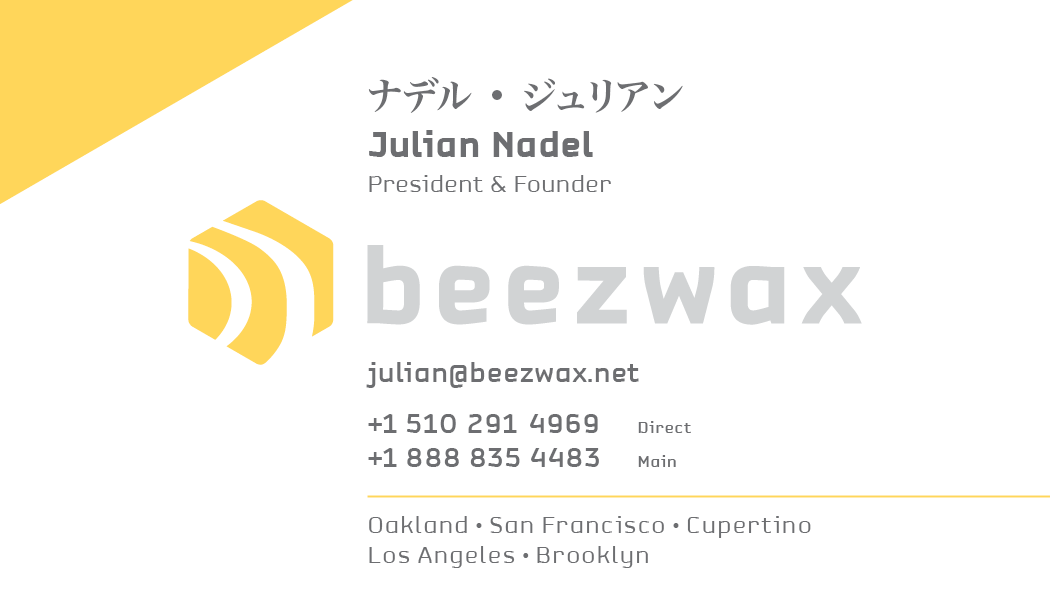 ナデル・ジュリアン
Julian Nadel
President & Founder
beezwax
julian@beezwax.net
+1 510 291 4969 Direct
+1 888 835 4483 Main
Oakland • San Francisco • Cupertino
Los Angeles • Brooklyn